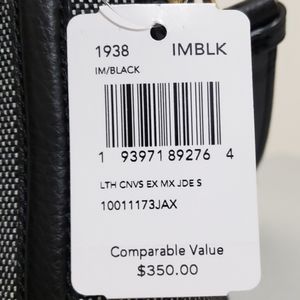 1938 IMBLK
IM/BLACK
1 93971 89276 4
LTH CNVS EX MX JDE S
10011173JAX
Comparable Value
$350.00